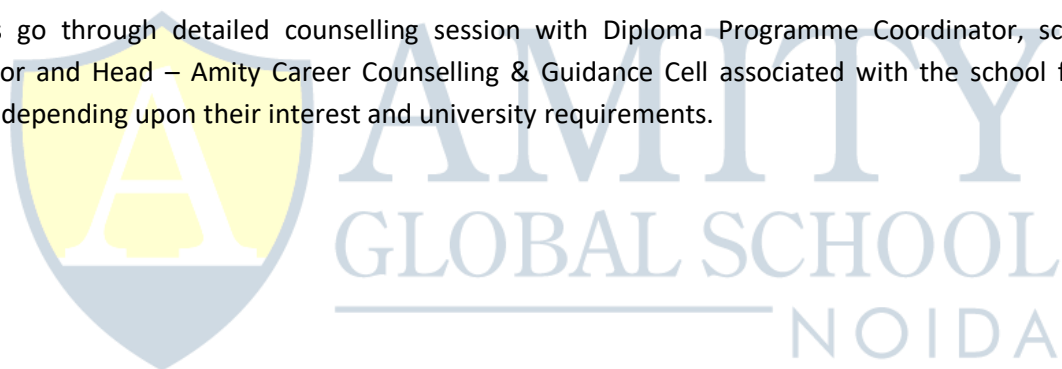 s go through detailed counselling session with Diploma Programme Coordinator, sc
or and Head – Amity Career Counselling & Guidance Cell associated with the school f
depending upon their interest and university requirements.
A
AMITY
GLOBAL SCHOOL
NOIDA